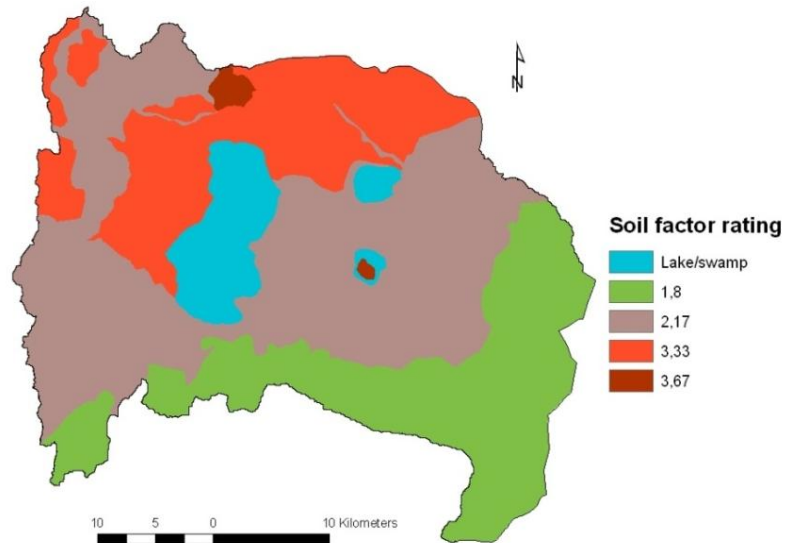 N
Soil factor rating
Lake/swamp
1,8
2,17
3,33
3,67
10 5 0 10 Kilometers